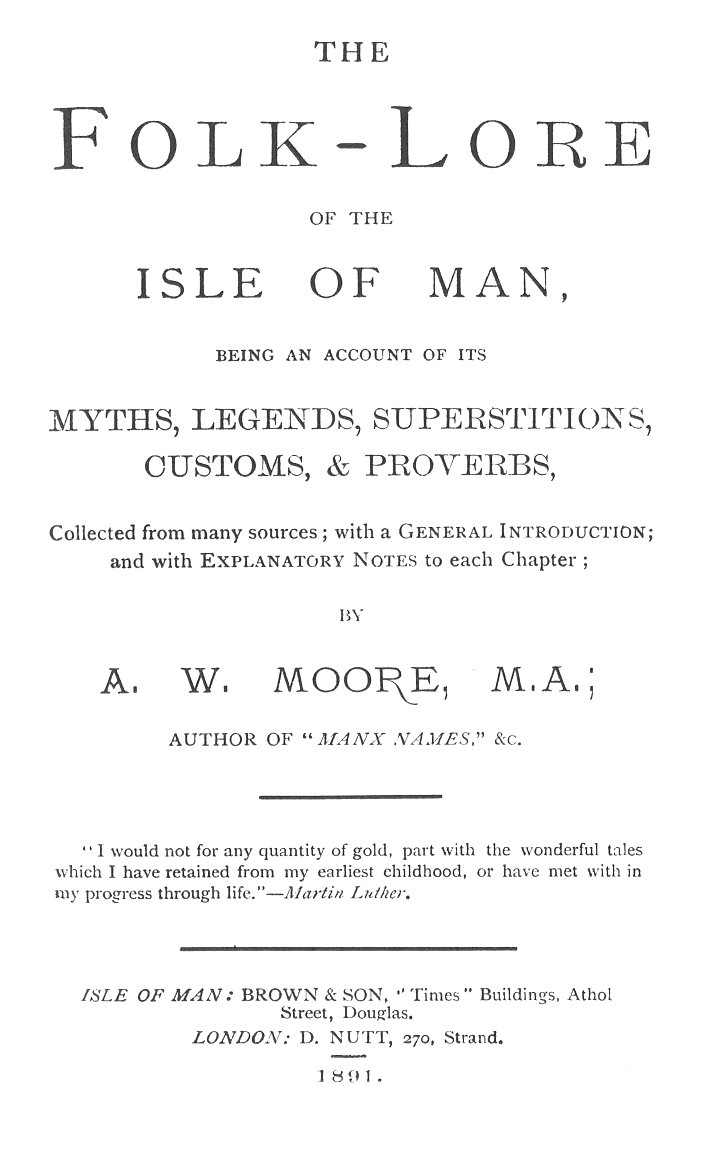 THE
FOLK-LORE
OF THE
ISLE OF MAN,
BEING AN ACCOUNT OF ITS
MYTHS, LEGENDS, SUPERSTITIONS,
CUSTOMS, & PROVERBS,
Collected from many sources; with a GENERAL INTRODUCTION;
and with EXPLANATORY NOTES to each Chapter;
BY
A. W. MOORE, M.A.;
AUTHOR OF "MANX NAMES," &c.
"I would not for any quantity of gold, part with the wonderful tales
which I have retained from my earliest childhood, or have met with in
my progress through life."—Martin Luther.
ISLE OF MAN: BROWN & SON, "Times" Buildings, Athol
Street, Douglas.
LONDON: D. NUTT, 270, Strand.
1891.